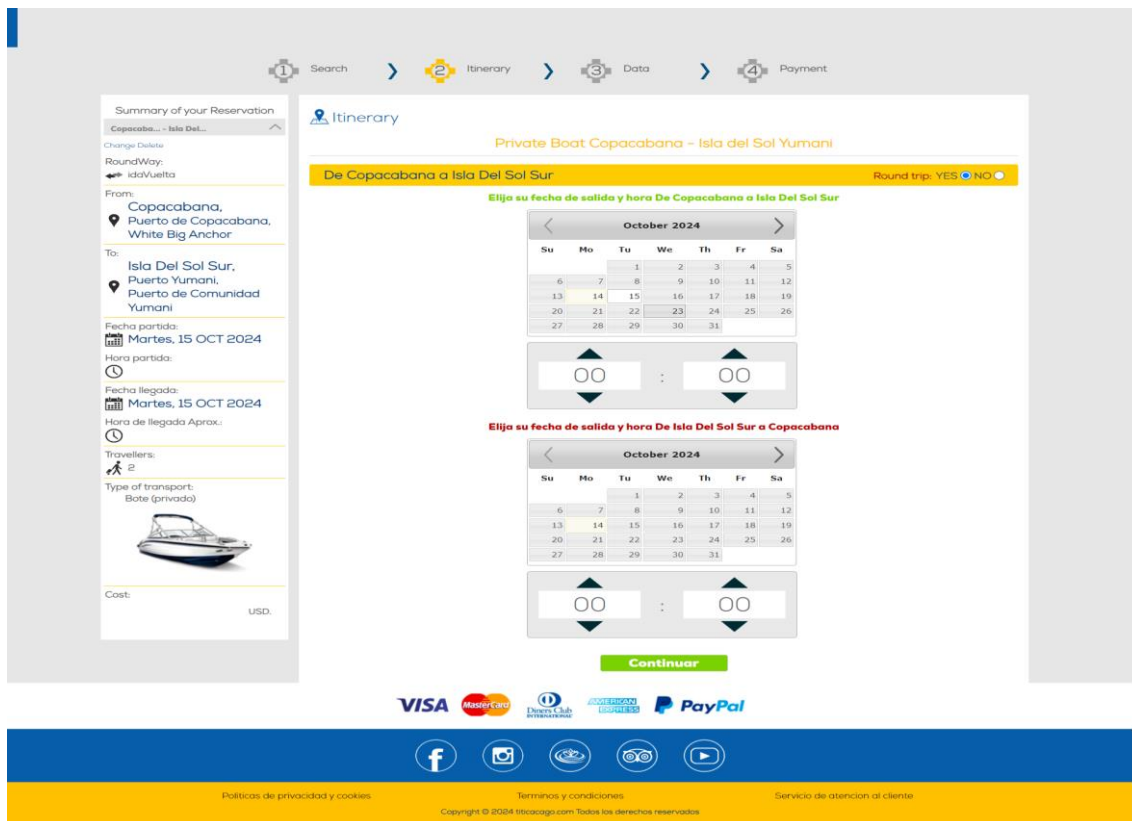 1 Search ❯ 2 Itinerary ❯ 3 Data ❯ 4 Payment
Summary of your Reservation
Copacaba... - Isla Del...
Change Delete
RoundWay:
idaVuelta
From:
Copacabana,
Puerto de Copacabana,
White Big Anchor
To:
Isla Del Sol Sur,
Puerto Yumani,
Puerto de Comunidad
Yumani
Fecha partida:
Martes, 15 OCT 2024
Hora partida:
Fecha llegada:
Martes, 15 OCT 2024
Hora de llegada Aprox.:
Travellers:
2
Type of transport:
Bote (privado)
Cost:
USD.
Itinerary
Private Boat Copacabana - Isla del Sol Yumani
De Copacabana a Isla Del Sol Sur Round trip: YES NO
Elija su fecha de salida y hora De Copacabana a Isla Del Sol Sur
October 2024
Su Mo Tu We Th Fr Sa
1 2 3 4 5
6 7 8 9 10 11 12
13 14 15 16 17 18 19
20 21 22 23 24 25 26
27 28 29 30 31
00 : 00
Elija su fecha de salida y hora De Isla Del Sol Sur a Copacabana
October 2024
Su Mo Tu We Th Fr Sa
1 2 3 4 5
6 7 8 9 10 11 12
13 14 15 16 17 18 19
20 21 22 23 24 25 26
27 28 29 30 31
00 : 00
Continuar
VISA MasterCard Diners Club INTERNATIONAL AMERICAN EXPRESS PayPal
Políticas de privacidad y cookies Terminos y condiciones Servicio de atencion al cliente
Copyright © 2024 titicacago.com Todos los derechos reservados